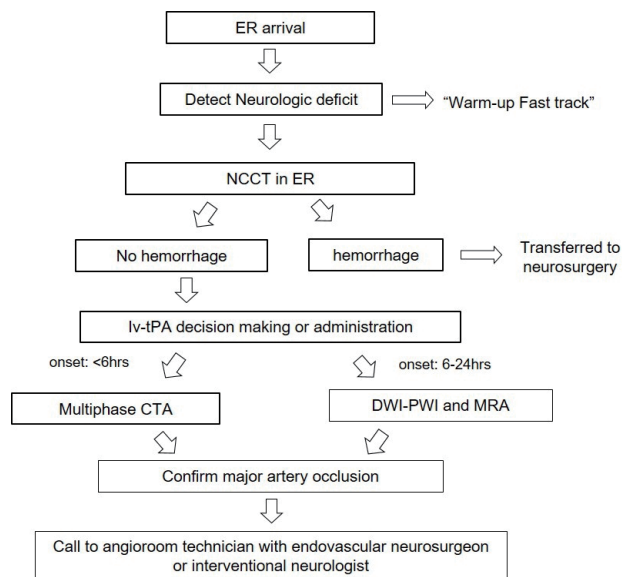 ER arrival
Detect Neurologic deficit
“Warm-up Fast track”
NCCT in ER
No hemorrhage
hemorrhage
Transferred to
neurosurgery
Iv-tPA decision making or administration
onset: <6hrs
onset: 6-24hrs
Multiphase CTA
DWI-PWI and MRA
Confirm major artery occlusion
Call to angioroom technician with endovascular neurosurgeon
or interventional neurologist